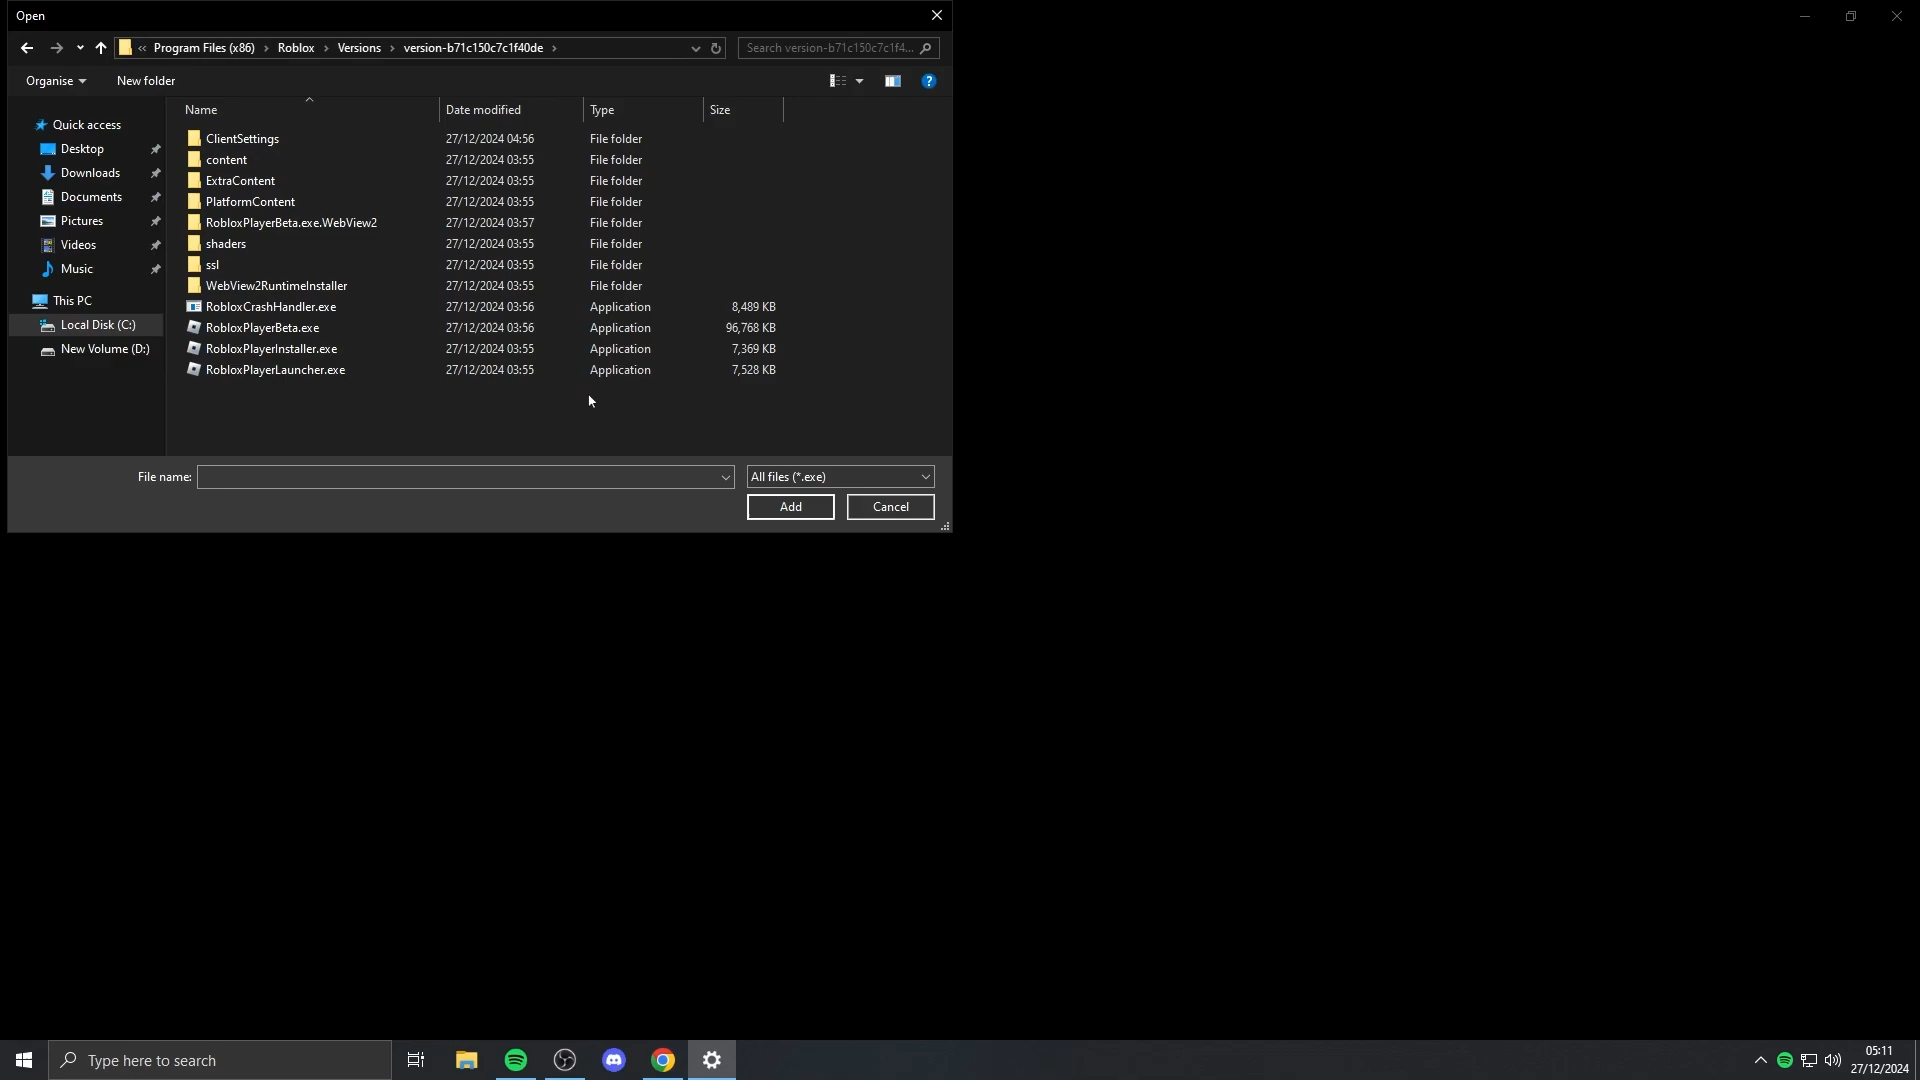 Open
« Program Files (x86) › Roblox › Versions › version-b71c150c7c1f40de ›
Search version-b71c150c7c1f4...
Organise
New folder
?
Name Date modified Type Size
Quick access
Desktop
Downloads
Documents
Pictures
Videos
Music
This PC
Local Disk (C:)
New Volume (D:)
ClientSettings 27/12/2024 04:56 File folder
content 27/12/2024 03:55 File folder
ExtraContent 27/12/2024 03:55 File folder
PlatformContent 27/12/2024 03:55 File folder
RobloxPlayerBeta.exe.WebView2 27/12/2024 03:57 File folder
shaders 27/12/2024 03:55 File folder
ssl 27/12/2024 03:55 File folder
WebView2RuntimeInstaller 27/12/2024 03:55 File folder
RobloxCrashHandler.exe 27/12/2024 03:56 Application 8,489 KB
RobloxPlayerBeta.exe 27/12/2024 03:56 Application 96,768 KB
RobloxPlayerInstaller.exe 27/12/2024 03:55 Application 7,369 KB
RobloxPlayerLauncher.exe 27/12/2024 03:55 Application 7,528 KB
File name:
All files (*.exe)
Add
Cancel
Type here to search
05:11
27/12/2024